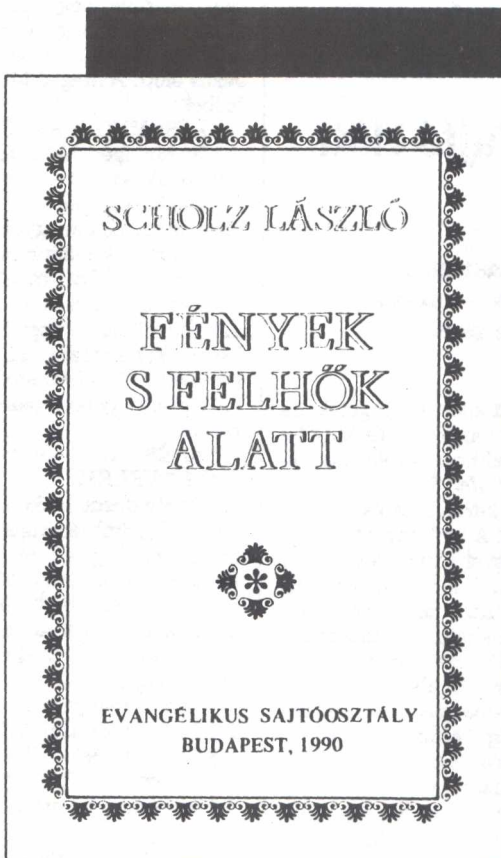 SCHOLZ LÁSZLÓ
FÉNYEK
S FELHŐK
ALATT
EVANGÉLIKUS SAJTÓOSZTÁLY
BUDAPEST, 1990